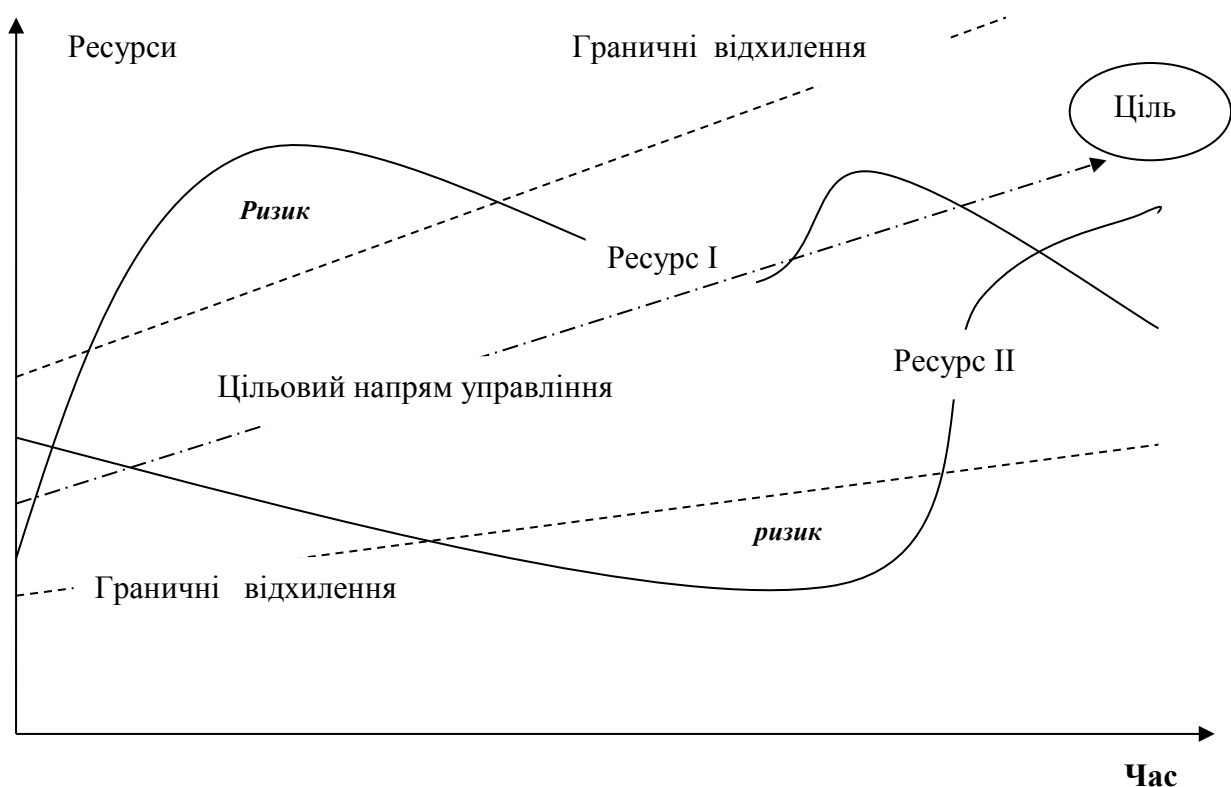 Ресурси
Граничні відхилення
Ціль
Ризик
Ресурс І
Ресурс ІІ
Цільовий напрям управління
ризик
Граничні відхилення
Час